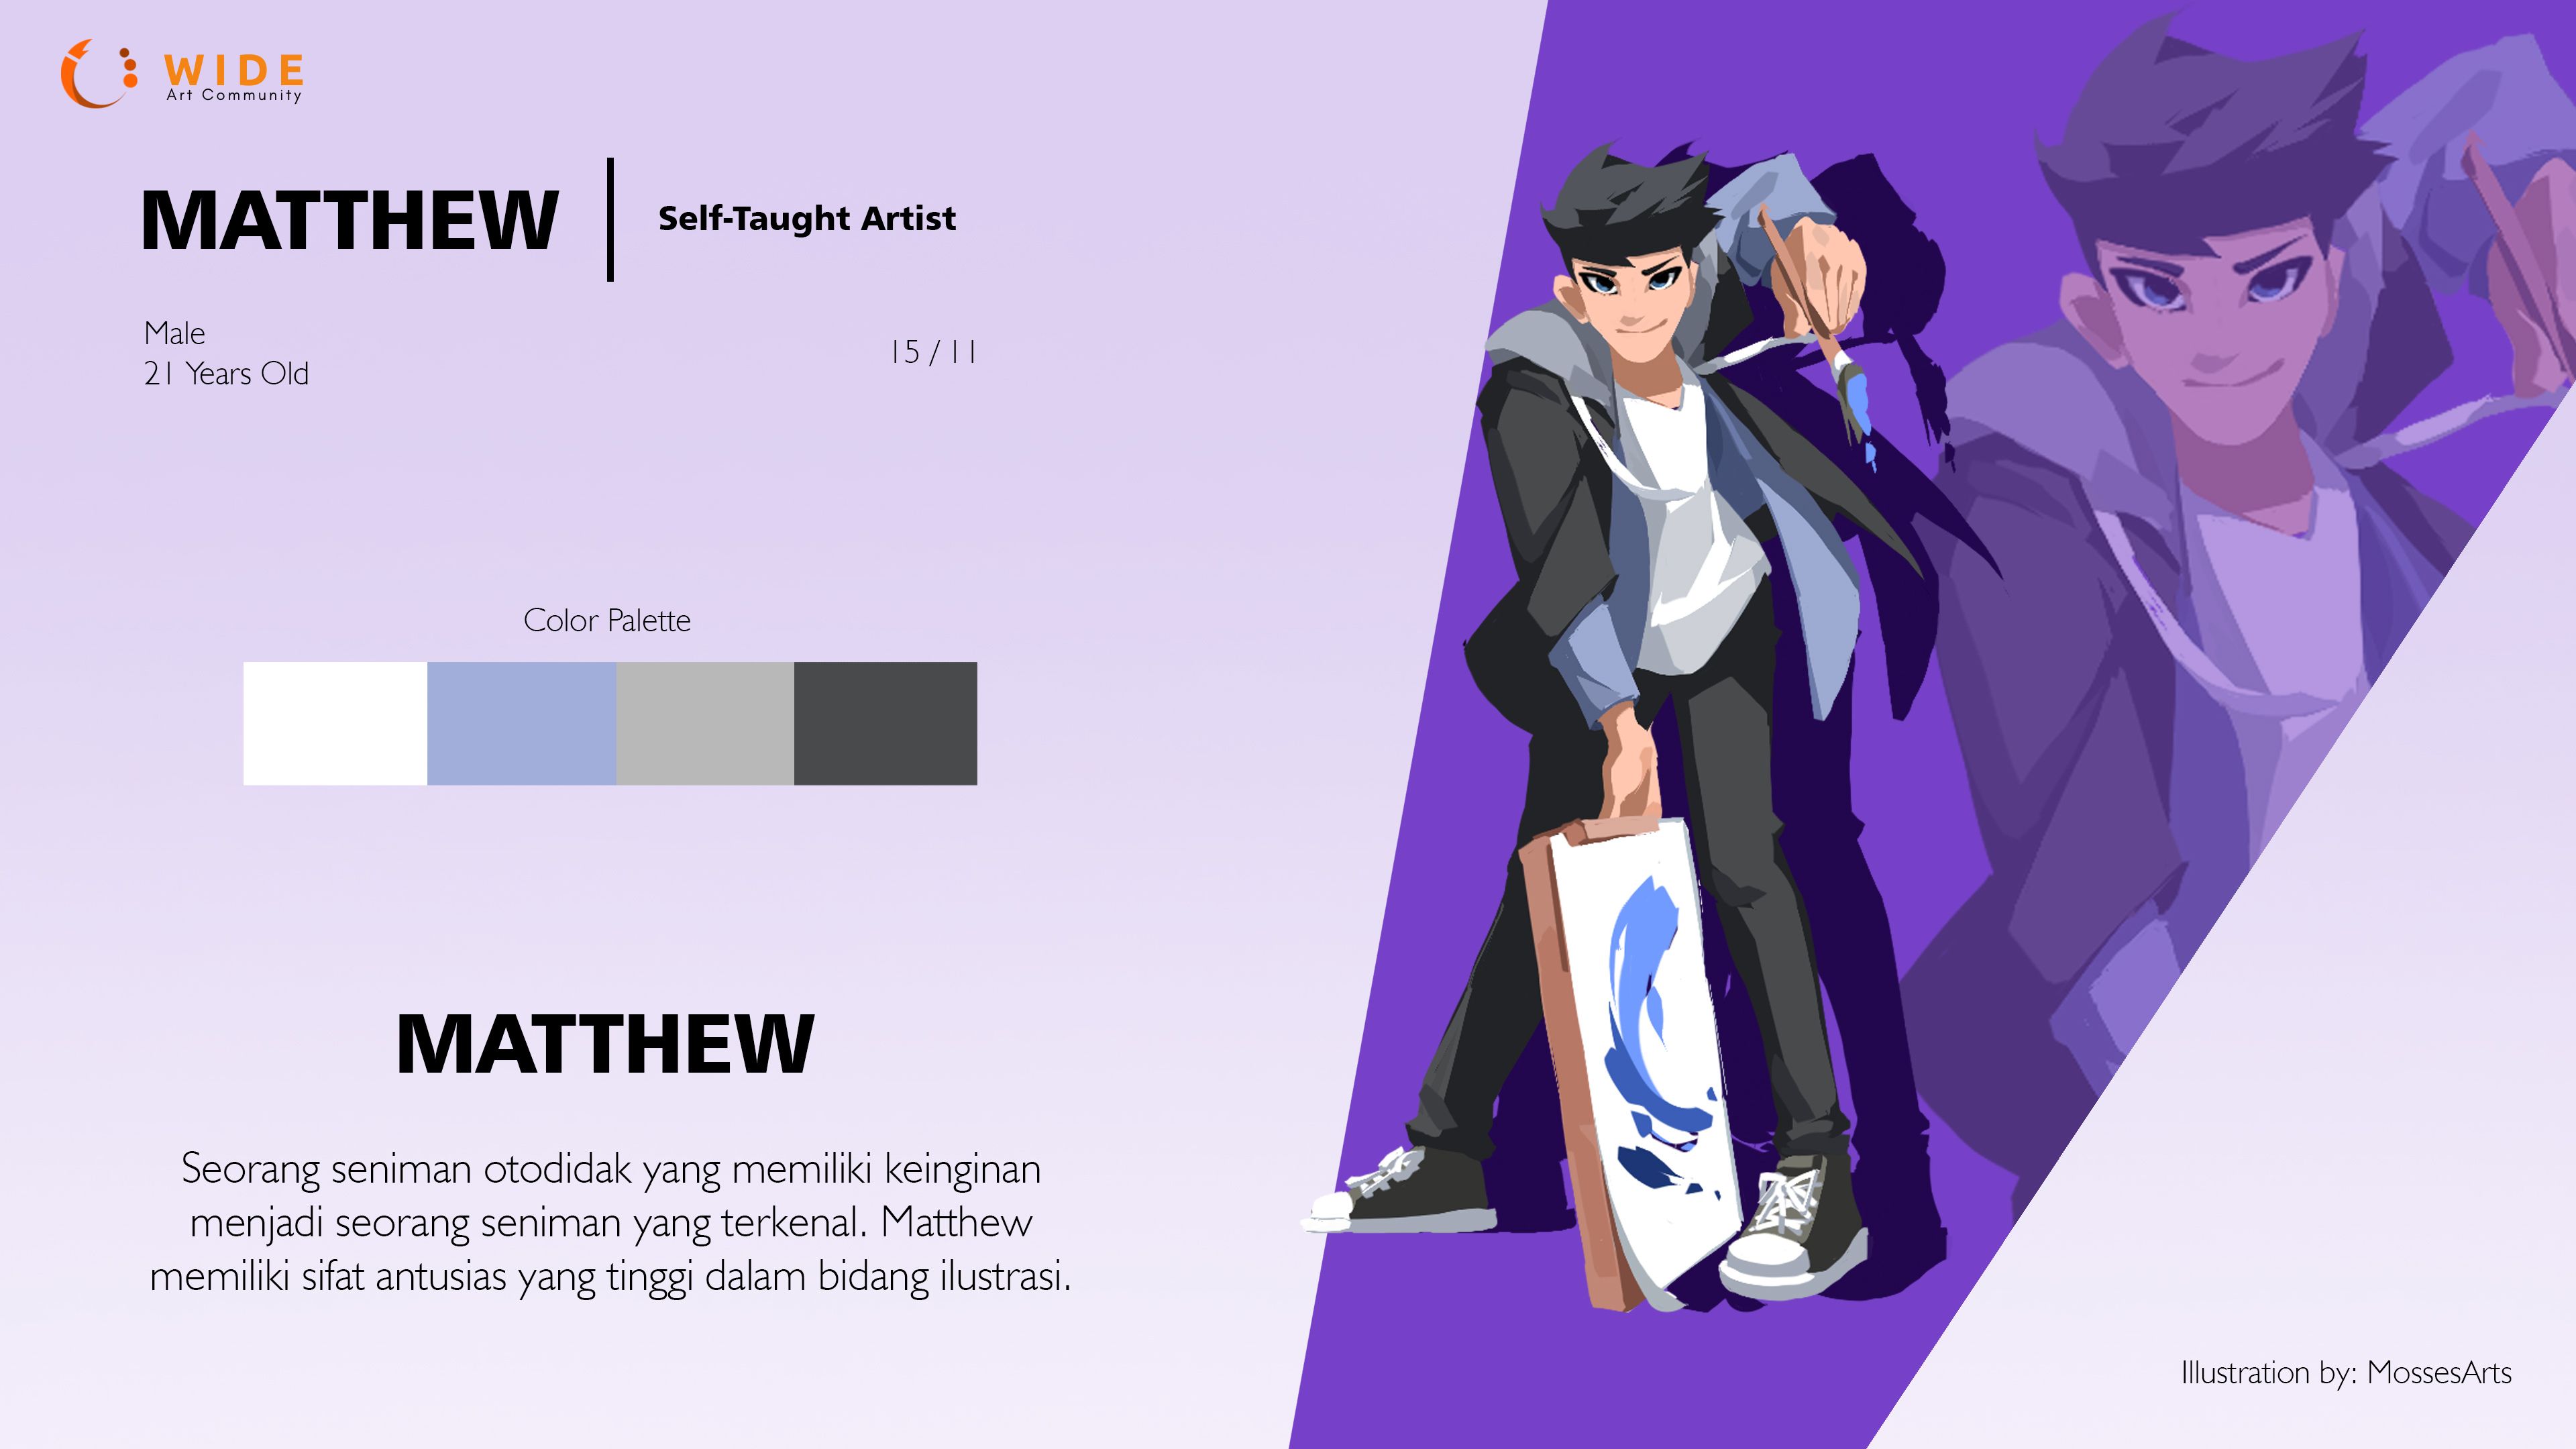 WIDE
Art Community
MATTHEW
Self-Taught Artist
Male
21 Years Old
15 / 11
Color Palette
MATTHEW
Seorang seniman otodidak yang memiliki keinginan
menjadi seorang seniman yang terkenal. Matthew
memiliki sifat antusias yang tinggi dalam bidang ilustrasi.
Illustration by: MossesArts